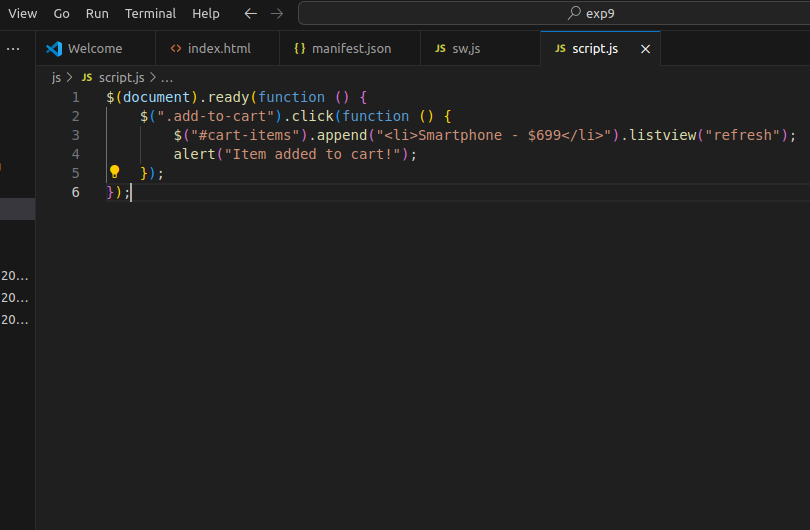 View Go Run Terminal Help ← → exp9
... Welcome <> index.html {} manifest.json JS sw,js JS script.js ×
js > JS script.js > ...
1 $(document).ready(function () {
2     $(".add-to-cart").click(function () {
3         $("#cart-items").append("<li>Smartphone - $699</li>").listview("refresh");
4         alert("Item added to cart!");
5     });
6 });
20...
20...
20...